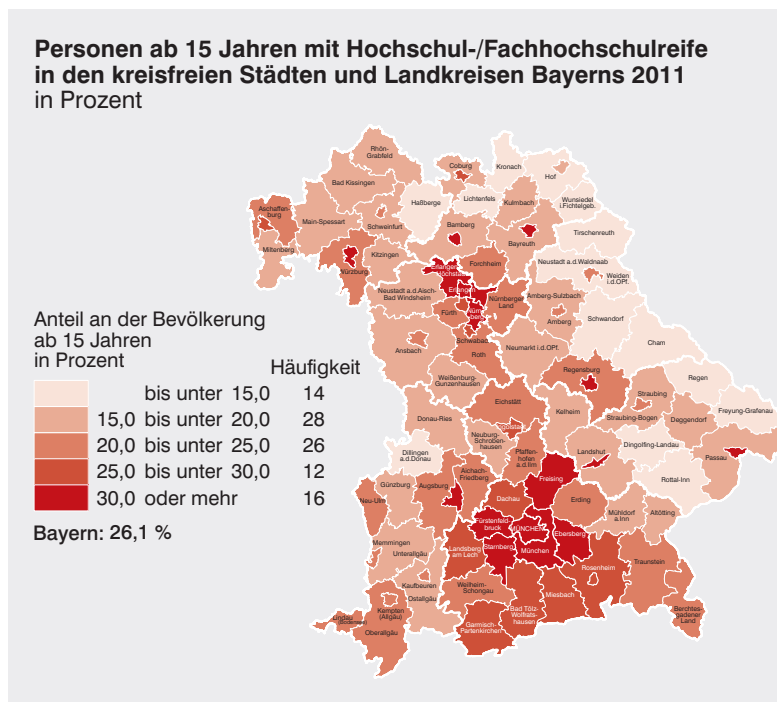 Personen ab 15 Jahren mit Hochschul-/Fachhochschulreife
in den kreisfreien Städten und Landkreisen Bayerns 2011
in Prozent
Rhön-
Grabfeld
Kronach
Coburg
Hof
Bad Kissingen
Lichtenfels
Kulmbach
Wunsiedel
i.Fichtelgeb.
Haßberge
Aschaffen-
burg
Main-Spessart
Schweinfurt
Bamberg
Bayreuth
Tirschenreuth
Miltenberg
Würzburg
Kitzingen
Forchheim
Erlangen-
Höchstadt
Neustadt a.d.Waldnaab
Weiden
i.d.OPf.
Erlangen
Neustadt a.d.Aisch-
Bad Windsheim
Nürnberger
Land
Amberg-Sulzbach
Fürth
Nürn-
berg
Amberg
Schwandorf
Schwabach
Roth
Ansbach
Neumarkt i.d.OPf.
Cham
Weißenburg-
Gunzenhausen
Regensburg
Regen
Eichstätt
Straubing
Freyung-Grafenau
Donau-Ries
Ingolstadt
Kelheim
Straubing-Bogen
Deggendorf
Neuburg-
Schroben-
hausen
Pfaffen-
hofen
a.d.Ilm
Landshut
Dingolfing-Landau
Passau
Dillingen
a.d.Donau
Aichach-
Friedberg
Freising
Rottal-Inn
Günzburg
Augsburg
Neu-Ulm
Dachau
Erding
Mühldorf
a.Inn
Altötting
Fürstenfeld-
bruck
MÜNCHEN
Ebersberg
Memmingen
Unterallgäu
Landsberg
am Lech
Starnberg
München
Rosenheim
Traunstein
Kaufbeuren
Ostallgäu
Weilheim-
Schongau
Bad Tölz-
Wolfrats-
hausen
Miesbach
Berchtes-
gadener
Land
Kempten
(Allgäu)
Lindau
(Bodensee)
Oberallgäu
Garmisch-
Partenkirchen
Anteil an der Bevölkerung
ab 15 Jahren
in Prozent
Häufigkeit
bis unter 15,0 14
15,0 bis unter 20,0 28
20,0 bis unter 25,0 26
25,0 bis unter 30,0 12
30,0 oder mehr 16
Bayern: 26,1 %